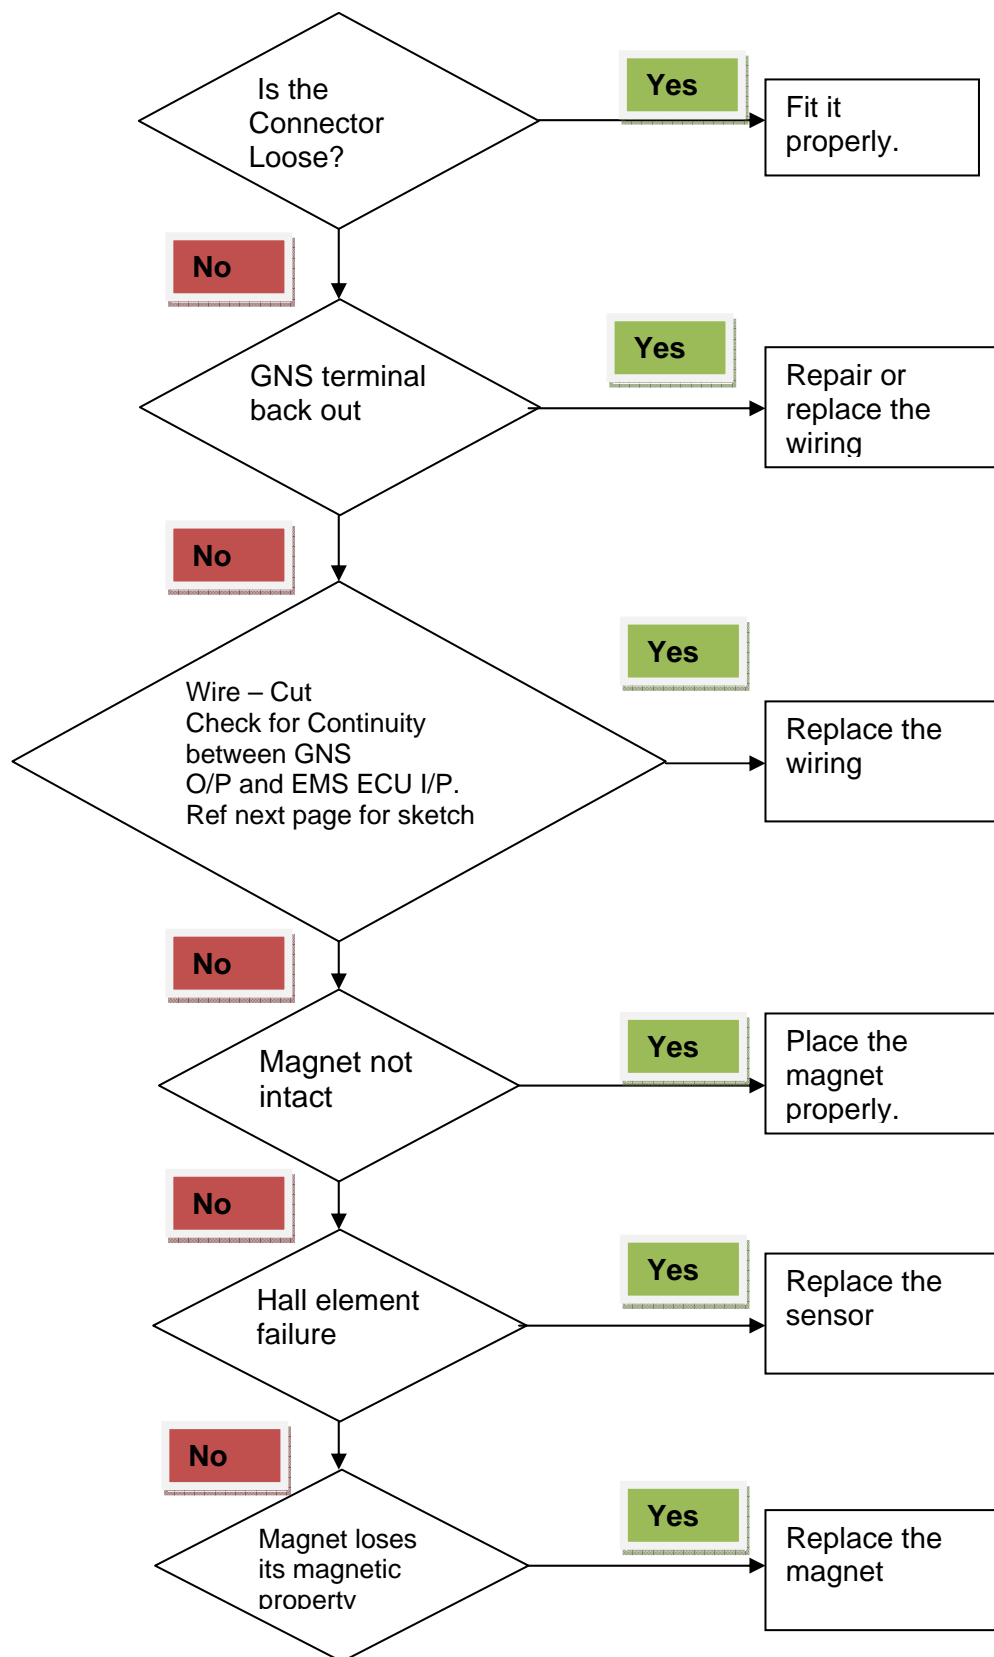 Is the
Connector
Loose?
Yes
Fit it
properly.
No
GNS terminal
back out
Yes
Repair or
replace the
wiring
No
Wire – Cut
Check for Continuity
between GNS
O/P and EMS ECU I/P.
Ref next page for sketch
Yes
Replace the
wiring
No
Magnet not
intact
Yes
Place the
magnet
properly.
No
Hall element
failure
Yes
Replace the
sensor
No
Magnet loses
its magnetic
property
Yes
Replace the
magnet